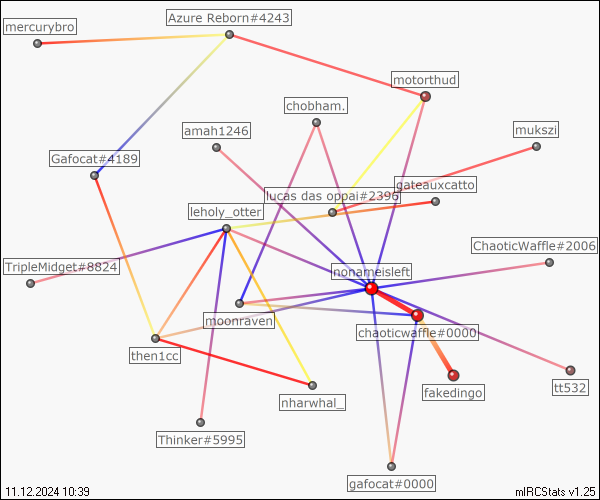 Azure Reborn#4243
mercurybro
motorthud
chobham.
amah1246
mukszi
Gafocat#4189
gateauxcatto
lucas das oppai#2396
leholy_otter
ChaoticWaffle#2006
TripleMidget#8824
nonameisleft
moonraven
chaoticwaffle#0000
then1cc
fakedingo
tt532
nharwhal_
Thinker#5995
gafocat#0000
11.12.2024 10:39
mIRCStats v1.25